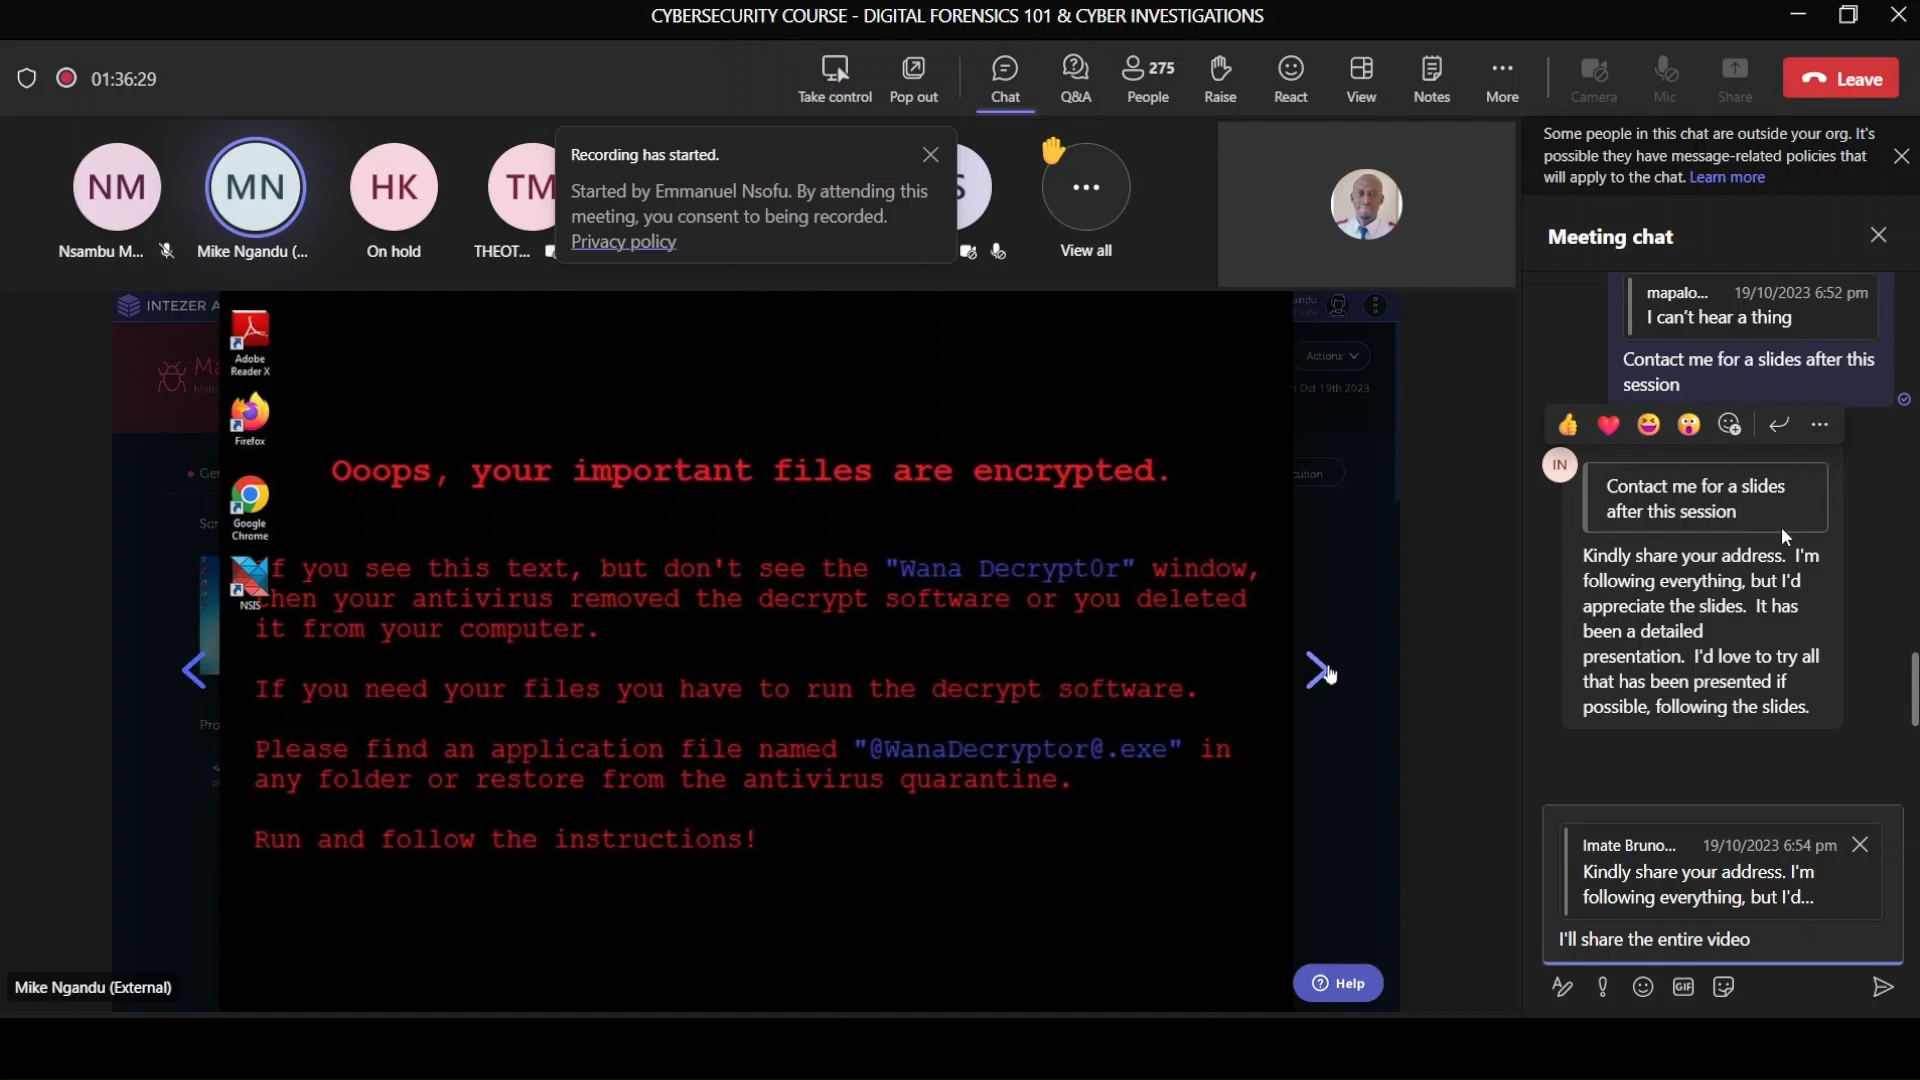 CYBERSECURITY COURSE - DIGITAL FORENSICS 101 & CYBER INVESTIGATIONS
01:36:29
Take control
Pop out
Chat
Q&A
275
People
Raise
React
View
Notes
More
Camera
Mic
Share
Leave
NM
Nsambu M...
MN
Mike Ngandu (...
HK
On hold
TM
THEOT...
Recording has started.
Started by Emmanuel Nsofu. By attending this
meeting, you consent to being recorded.
Privacy policy
S
View all
Some people in this chat are outside your org. It's
possible they have message-related policies that
will apply to the chat. Learn more
Meeting chat
mapalo... 19/10/2023 6:52 pm
I can't hear a thing
Contact me for a slides after this
session
IN
Contact me for a slides
after this session
Kindly share your address. I'm
following everything, but I'd
appreciate the slides. It has
been a detailed
presentation. I'd love to try all
that has been presented if
possible, following the slides.
Imate Bruno... 19/10/2023 6:54 pm
Kindly share your address. I'm
following everything, but I'd...
I'll share the entire video
GIF
INTEZER A
Actions
Oct 19th 2023
Adobe
Reader X
Firefox
Google
Chrome
NSIS
Ooops, your important files are encrypted.
If you see this text, but don't see the "Wana Decrypt0r" window,
then your antivirus removed the decrypt software or you deleted
it from your computer.
If you need your files you have to run the decrypt software.
Please find an application file named "@WanaDecryptor@.exe" in
any folder or restore from the antivirus quarantine.
Run and follow the instructions!
Help
Mike Ngandu (External)